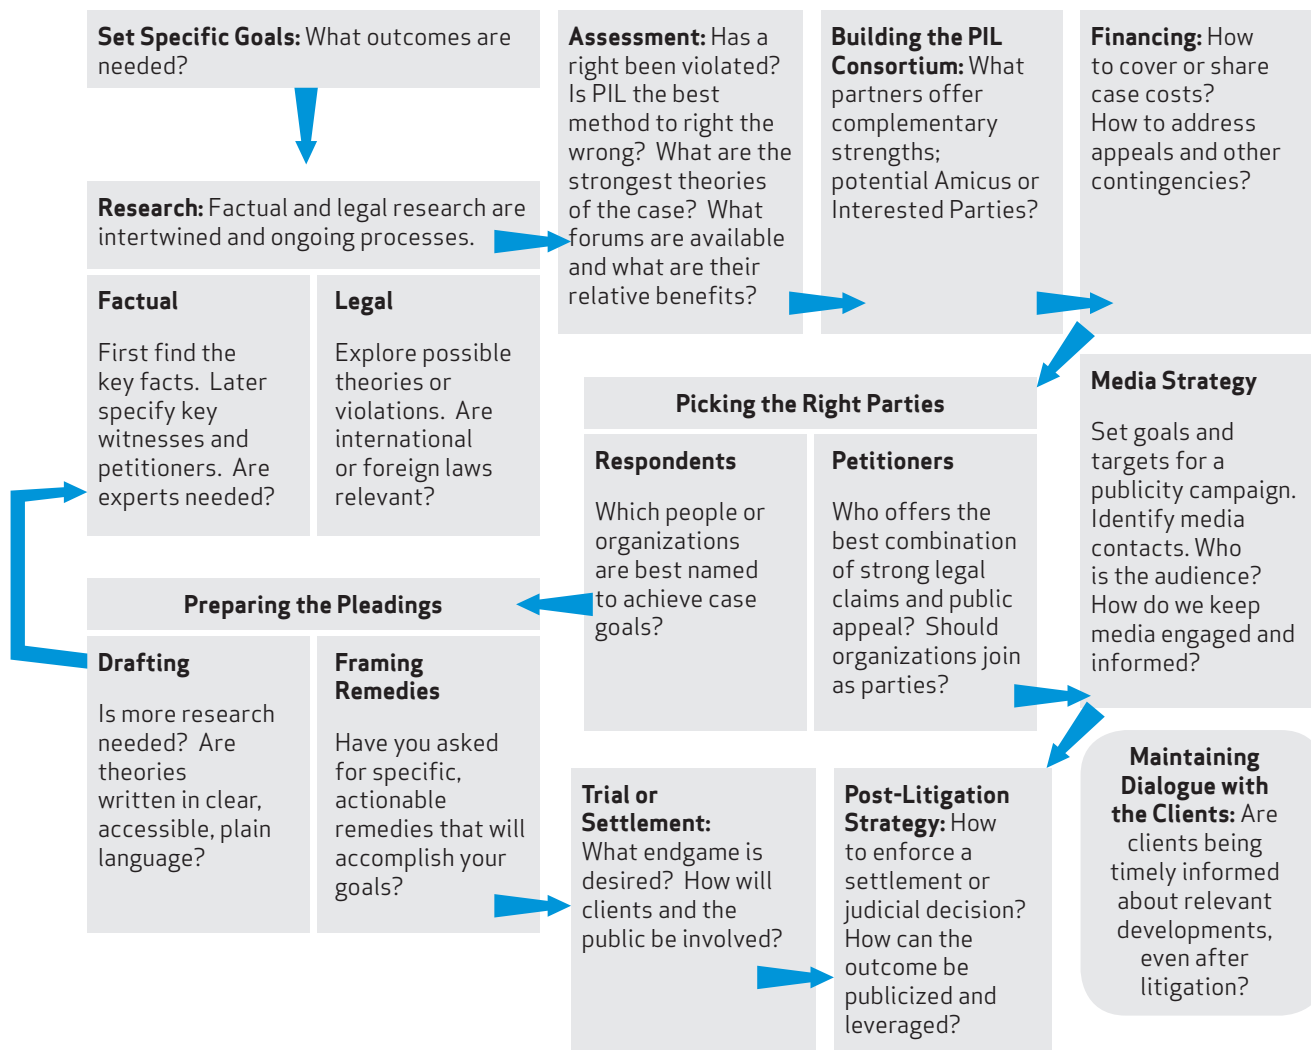 Set Specific Goals: What outcomes are
needed?
Research: Factual and legal research are
intertwined and ongoing processes.
Factual
First find the
key facts.  Later
specify key
witnesses and
petitioners.  Are
experts needed?
Legal
Explore possible
theories or
violations.  Are
international
or foreign laws
relevant?
Assessment: Has a
right been violated?
Is PIL the best
method to right the
wrong?  What are the
strongest theories
of the case?  What
forums are available
and what are their
relative benefits?
Building the PIL
Consortium: What
partners offer
complementary
strengths;
potential Amicus or
Interested Parties?
Financing: How
to cover or share
case costs?
How to address
appeals and other
contingencies?
Picking the Right Parties
Respondents
Which people or
organizations
are best named
to achieve case
goals?
Petitioners
Who offers the
best combination
of strong legal
claims and public
appeal?  Should
organizations join
as parties?
Media Strategy
Set goals and
targets for a
publicity campaign.
Identify media
contacts. Who
is the audience?
How do we keep
media engaged and
informed?
Preparing the Pleadings
Drafting
Is more research
needed?  Are
theories
written in clear,
accessible, plain
language?
Framing
Remedies
Have you asked
for specific,
actionable
remedies that will
accomplish your
goals?
Trial or
Settlement:
What endgame is
desired?  How will
clients and the
public be involved?
Post-Litigation
Strategy: How
to enforce a
settlement or
judicial decision?
How can the
outcome be
publicized and
leveraged?
Maintaining
Dialogue with
the Clients: Are
clients being
timely informed
about relevant
developments,
even after
litigation?